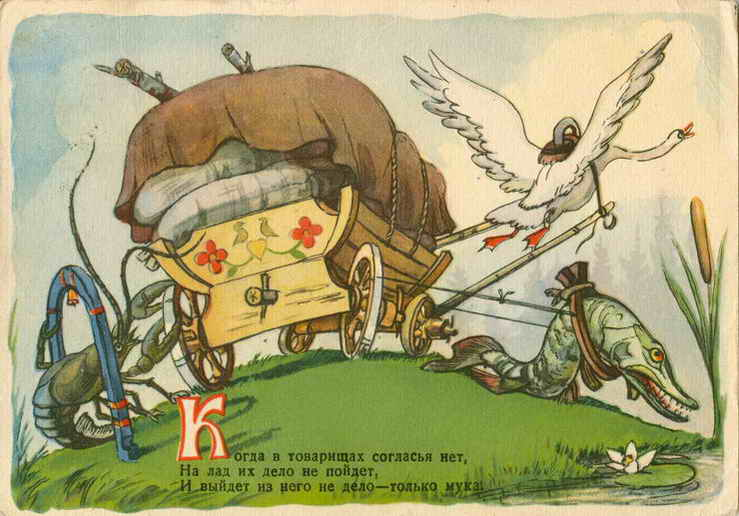 Когда в товарищах согласья нет,
На лад их дело не пойдет,
И выйдет из него не дело—только мука.